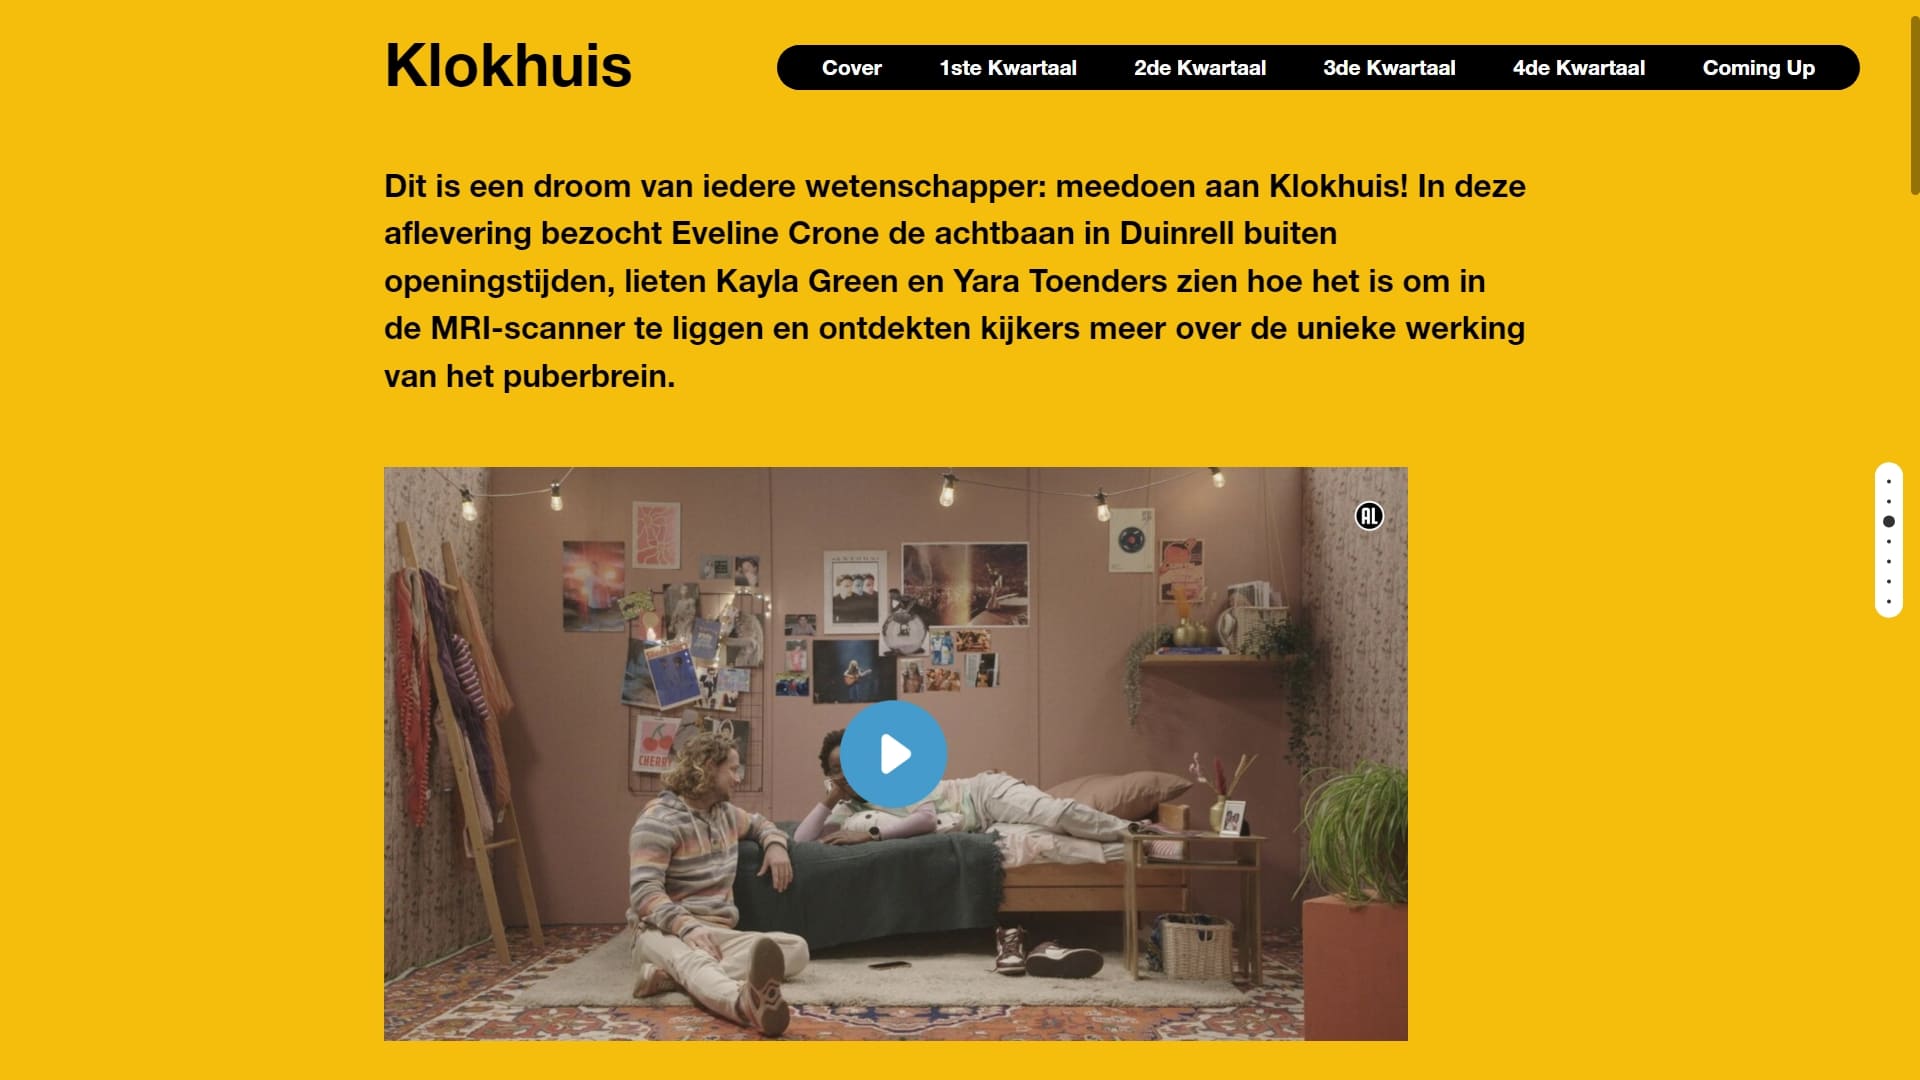 Klokhuis
Cover 1ste Kwartaal 2de Kwartaal 3de Kwartaal 4de Kwartaal Coming Up
Dit is een droom van iedere wetenschapper: meedoen aan Klokhuis! In deze
aflevering bezocht Eveline Crone de achtbaan in Duinrell buiten
openingstijden, lieten Kayla Green en Yara Toenders zien hoe het is om in
de MRI-scanner te liggen en ontdekten kijkers meer over de unieke werking
van het puberbrein.
AL
CHERRY